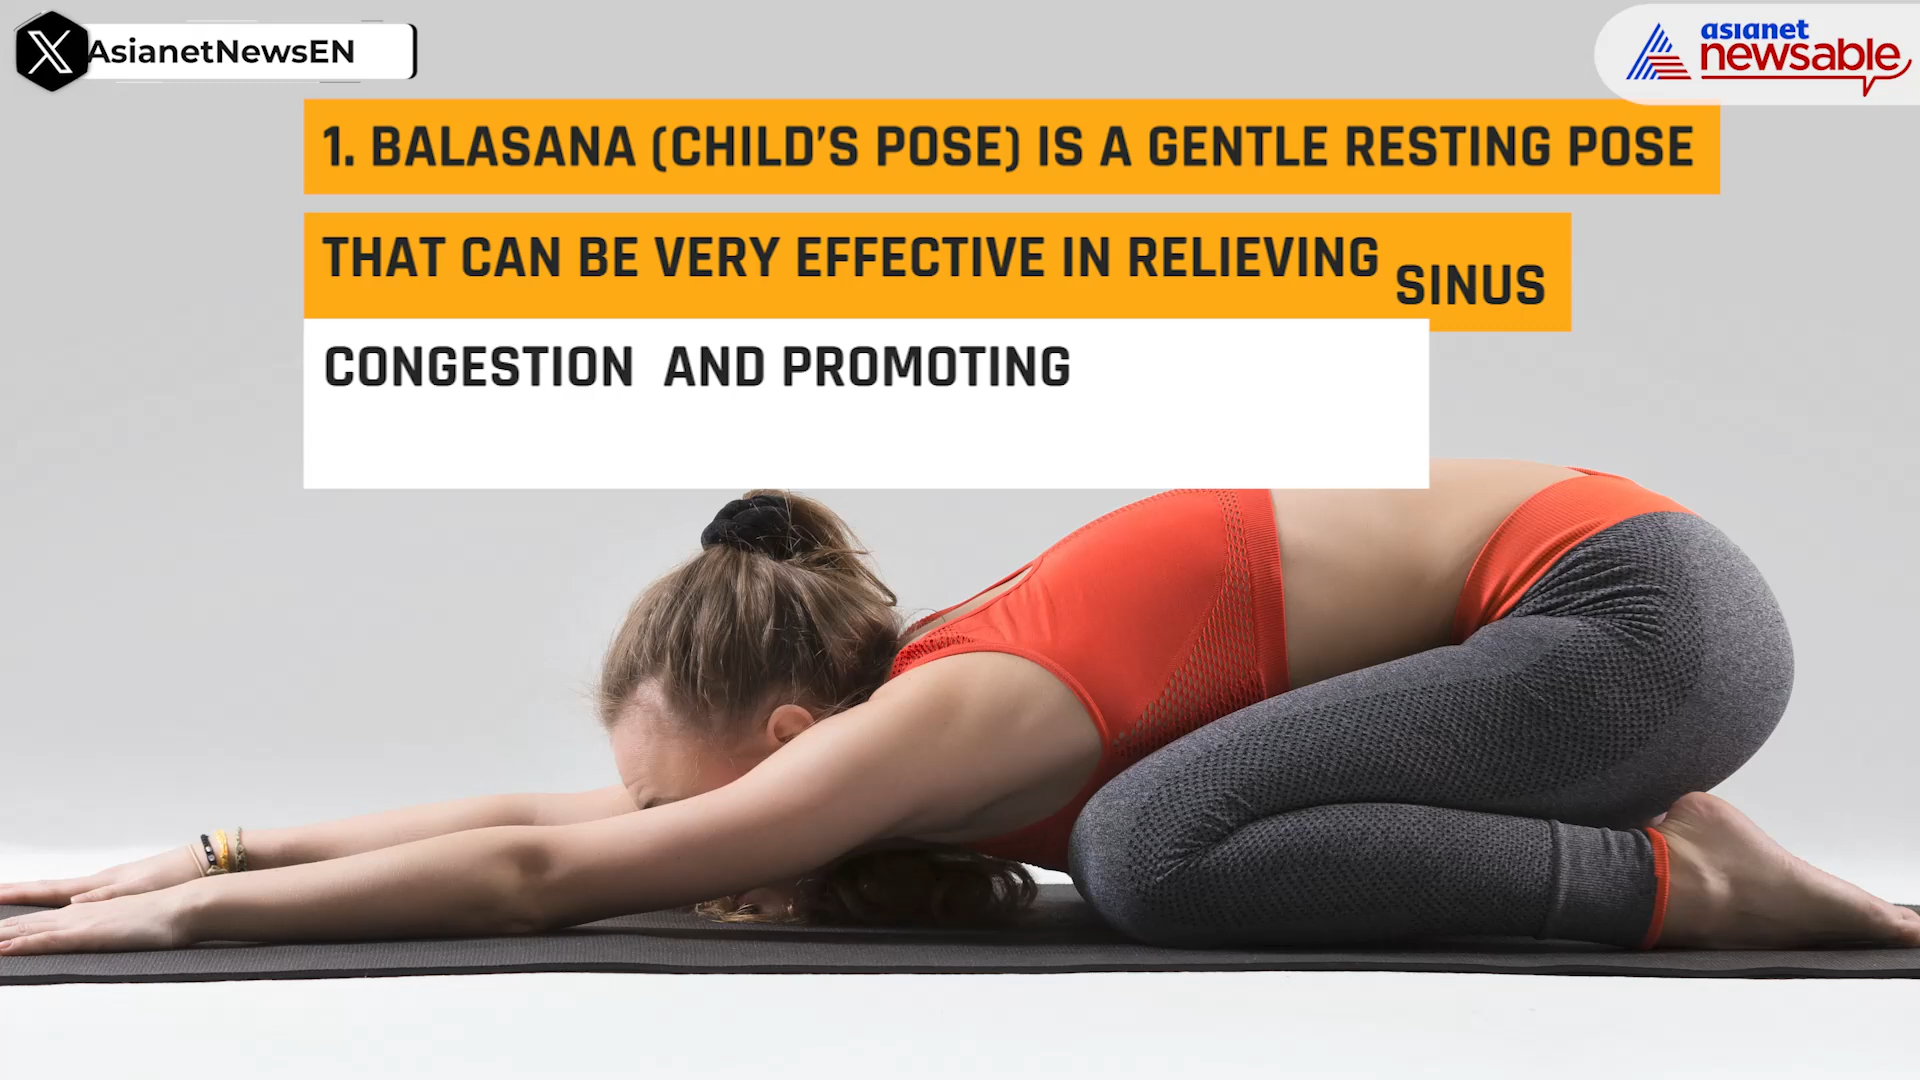 AsianetNewsEN
asianet
newsable
1. BALASANA (CHILD'S POSE) IS A GENTLE RESTING POSE
THAT CAN BE VERY EFFECTIVE IN RELIEVING SINUS
CONGESTION AND PROMOTING